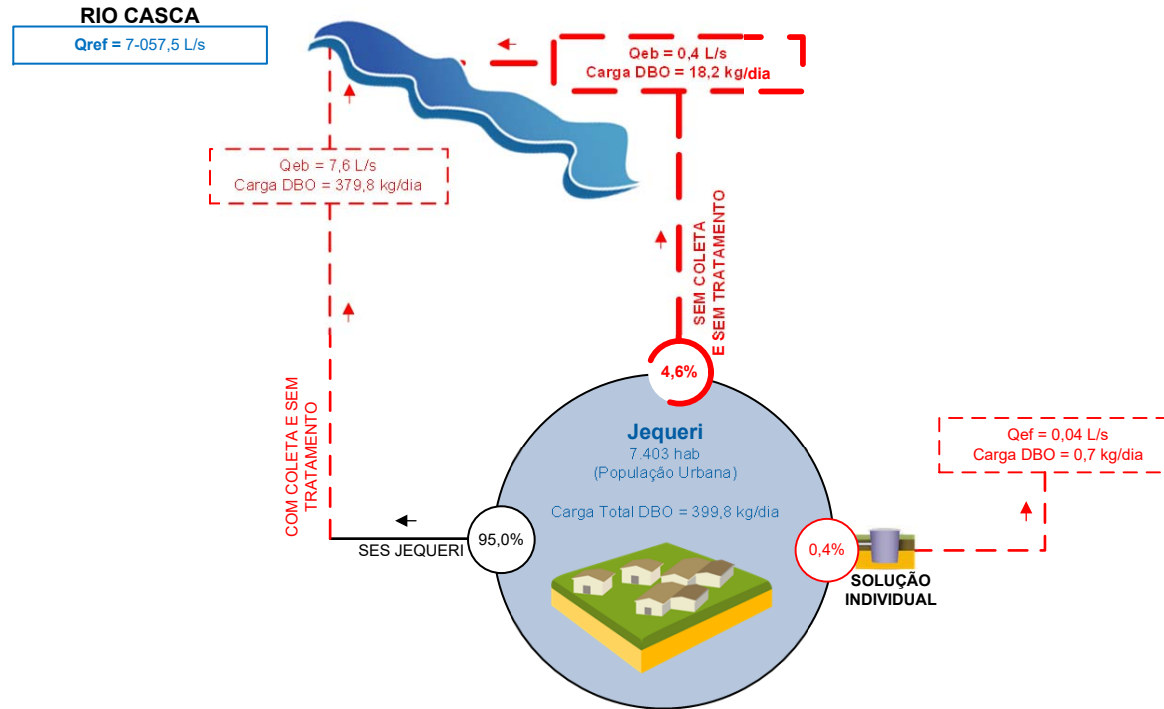 RIO CASCA
Qref = 7-057,5 L/s
Qeb = 0,4 L/s
Carga DBO = 18,2 kg/dia
Qeb = 7,6 L/s
Carga DBO = 379,8 kg/dia
SEM COLETA
E SEM TRATAMENTO
4,6%
COM COLETA E SEM
TRATAMENTO
Jequeri
7.403 hab
(População Urbana)
Carga Total DBO = 399,8 kg/dia
Qef = 0,04 L/s
Carga DBO = 0,7 kg/dia
SES JEQUERI
95,0%
0,4%
SOLUÇÃO
INDIVIDUAL